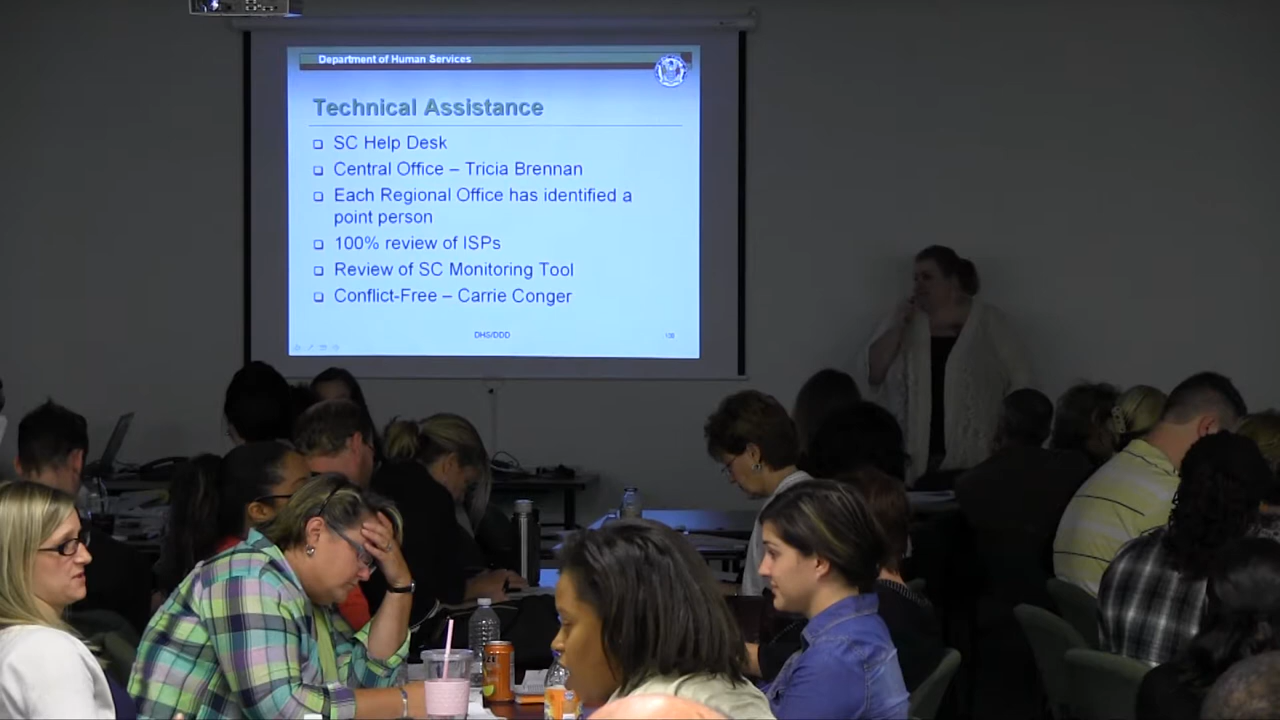 Department of Human Services
Technical Assistance
SC Help Desk
Central Office – Tricia Brennan
Each Regional Office has identified a
point person
100% review of ISPs
Review of SC Monitoring Tool
Conflict-Free – Carrie Conger
DHS/DDD